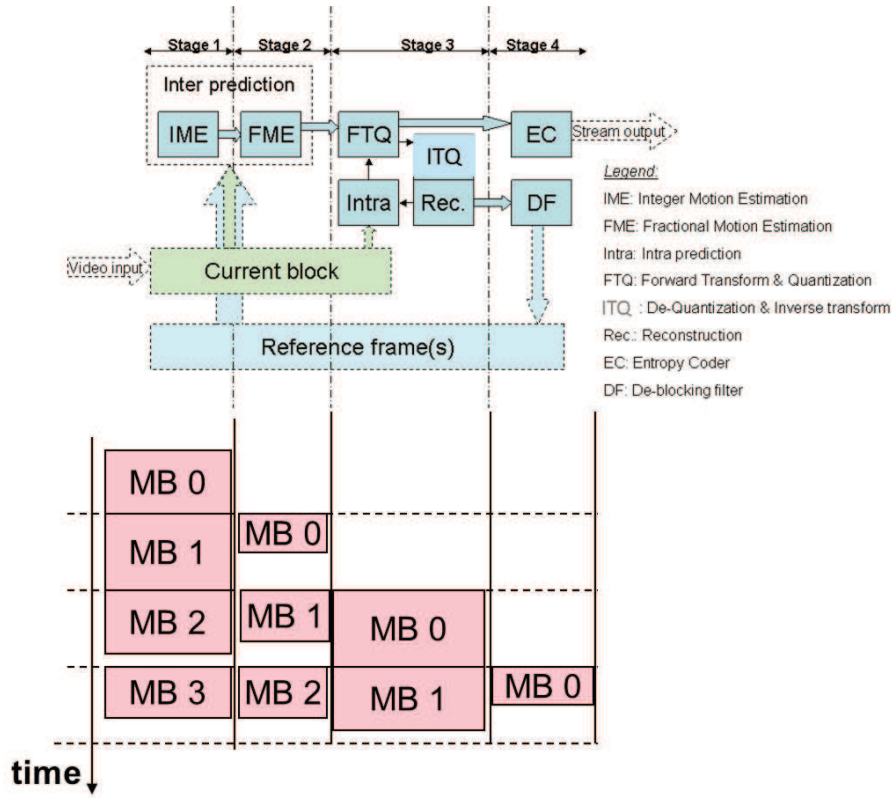 Stage 1 Stage 2 Stage 3 Stage 4
Inter prediction
IME FME FTQ EC Stream output
ITQ
Intra Rec. DF
Video input Current block
Reference frame(s)
Legend:
IME: Integer Motion Estimation
FME: Fractional Motion Estimation
Intra: Intra prediction
FTQ: Forward Transform & Quantization
ITQ : De-Quantization & Inverse transform
Rec.: Reconstruction
EC: Entropy Coder
DF: De-blocking filter
MB 0
MB 1 MB 0
MB 2 MB 1 MB 0
MB 3 MB 2 MB 1 MB 0
time